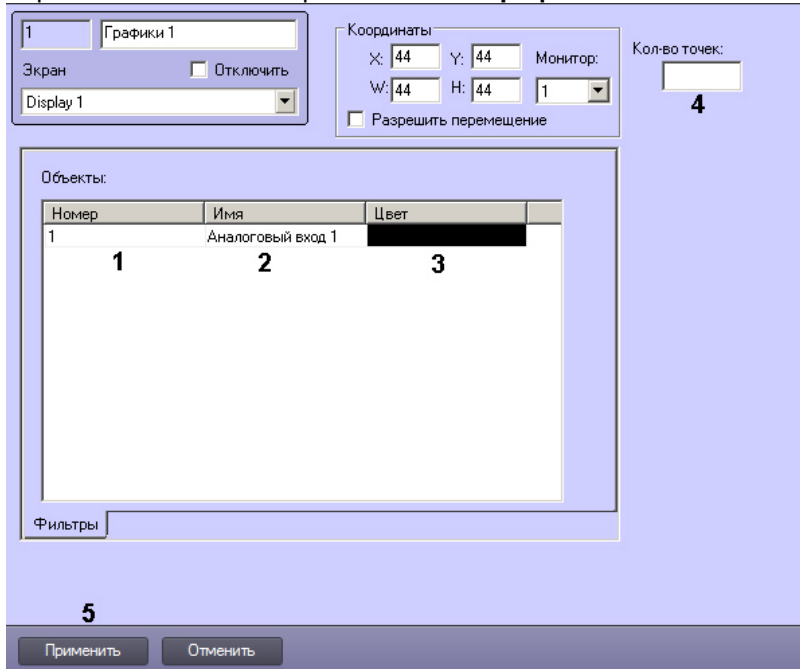 1 Графики 1
Экран Отключить
Display 1
Координаты
X: 44 Y: 44 Монитор:
W: 44 H: 44 1
Разрешить перемещение
Кол-во точек:
4
Объекты:
Номер Имя Цвет
1 Аналоговый вход 1
1 2 3
Фильтры
5
Применить Отменить